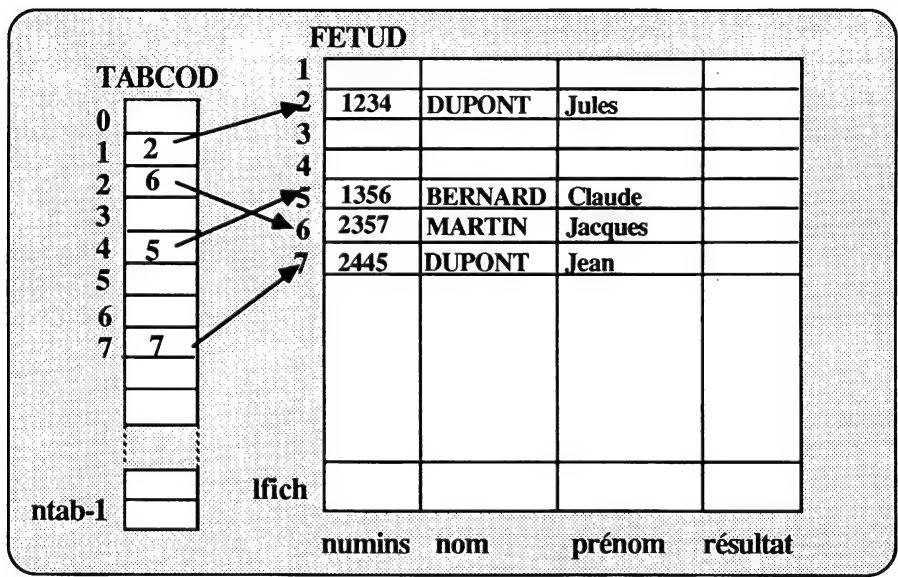 FETUD
TABCOD
0
1 2
2 6
3
4 5
5
6
7 7
ntab-1
1
2 1234 DUPONT Jules
3
4
5 1356 BERNARD Claude
6 2357 MARTIN Jacques
7 2445 DUPONT Jean
lfich
numins nom prénom résultat